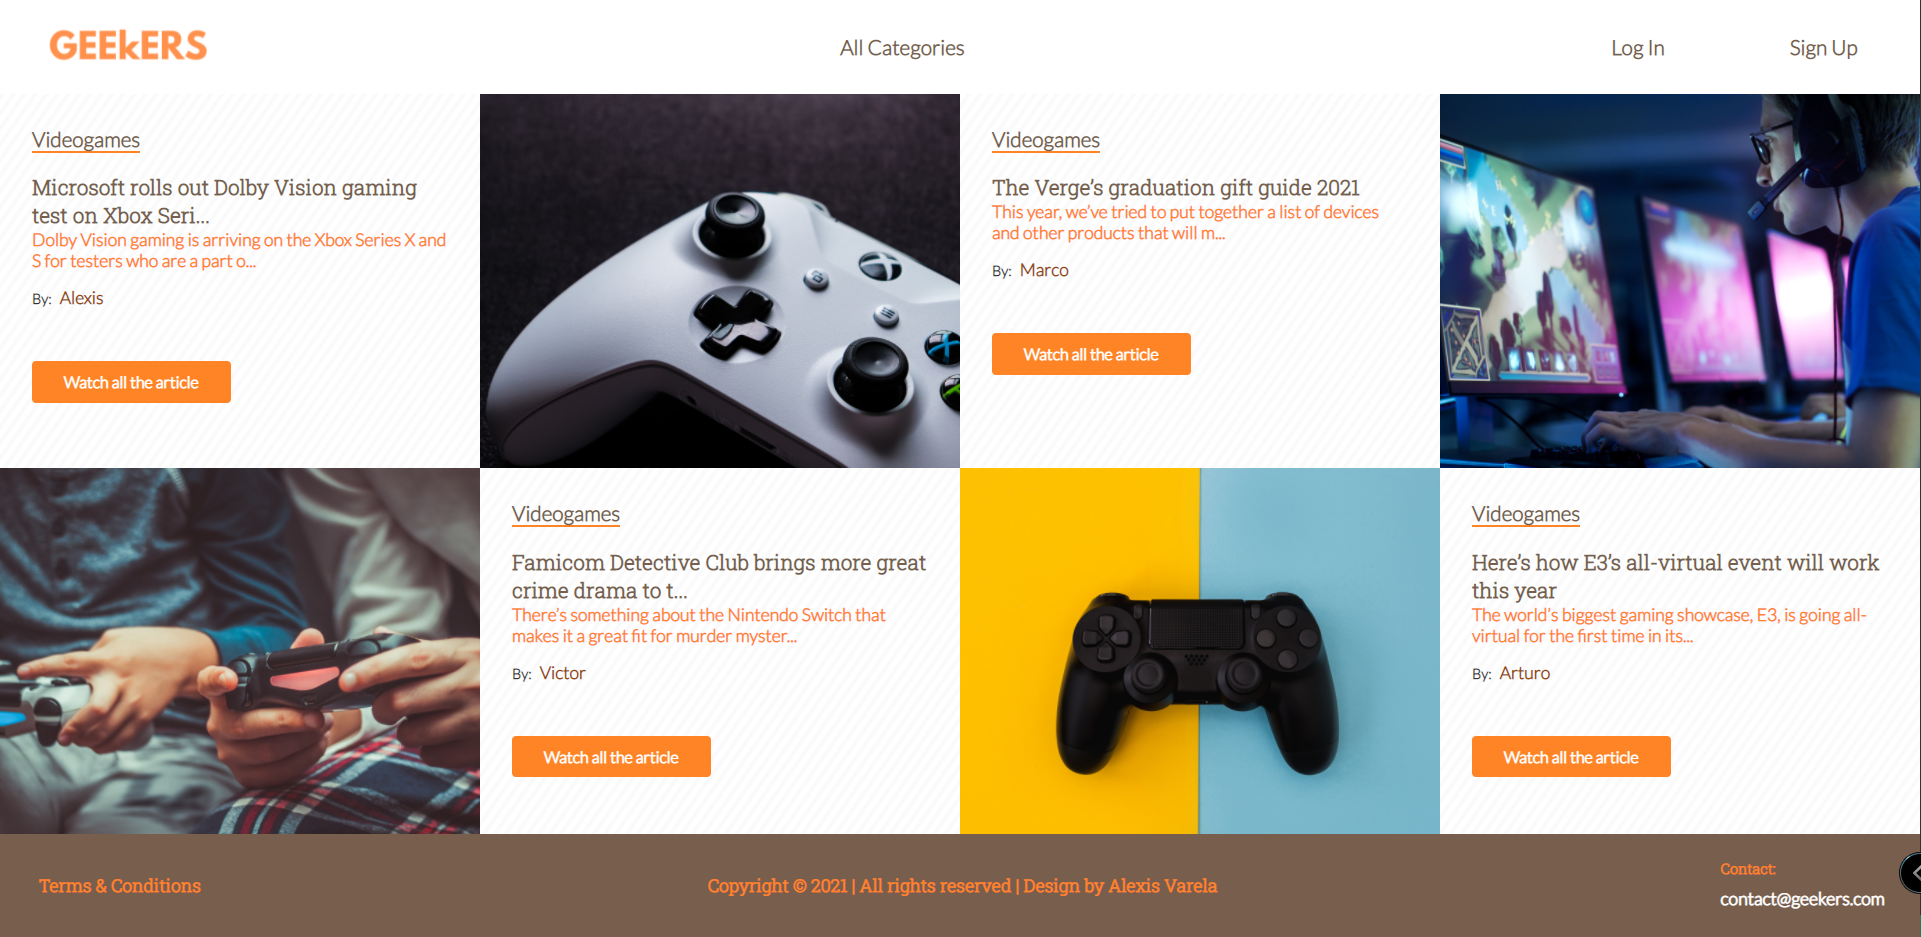 GEEkERS
All Categories
Log In
Sign Up
Videogames
Microsoft rolls out Dolby Vision gaming
test on Xbox Seri...
Dolby Vision gaming is arriving on the Xbox Series X and
S for testers who are a part o...
By: Alexis
Watch all the article
Videogames
The Verge’s graduation gift guide 2021
This year, we’ve tried to put together a list of devices
and other products that will m...
By: Marco
Watch all the article
Videogames
Famicom Detective Club brings more great
crime drama to t...
There’s something about the Nintendo Switch that
makes it a great fit for murder myster...
By: Victor
Watch all the article
Videogames
Here’s how E3’s all-virtual event will work
this year
The world’s biggest gaming showcase, E3, is going all-
virtual for the first time in its...
By: Arturo
Watch all the article
Terms & Conditions
Copyright © 2021 | All rights reserved | Design by Alexis Varela
Contact:
contact@geekers.com